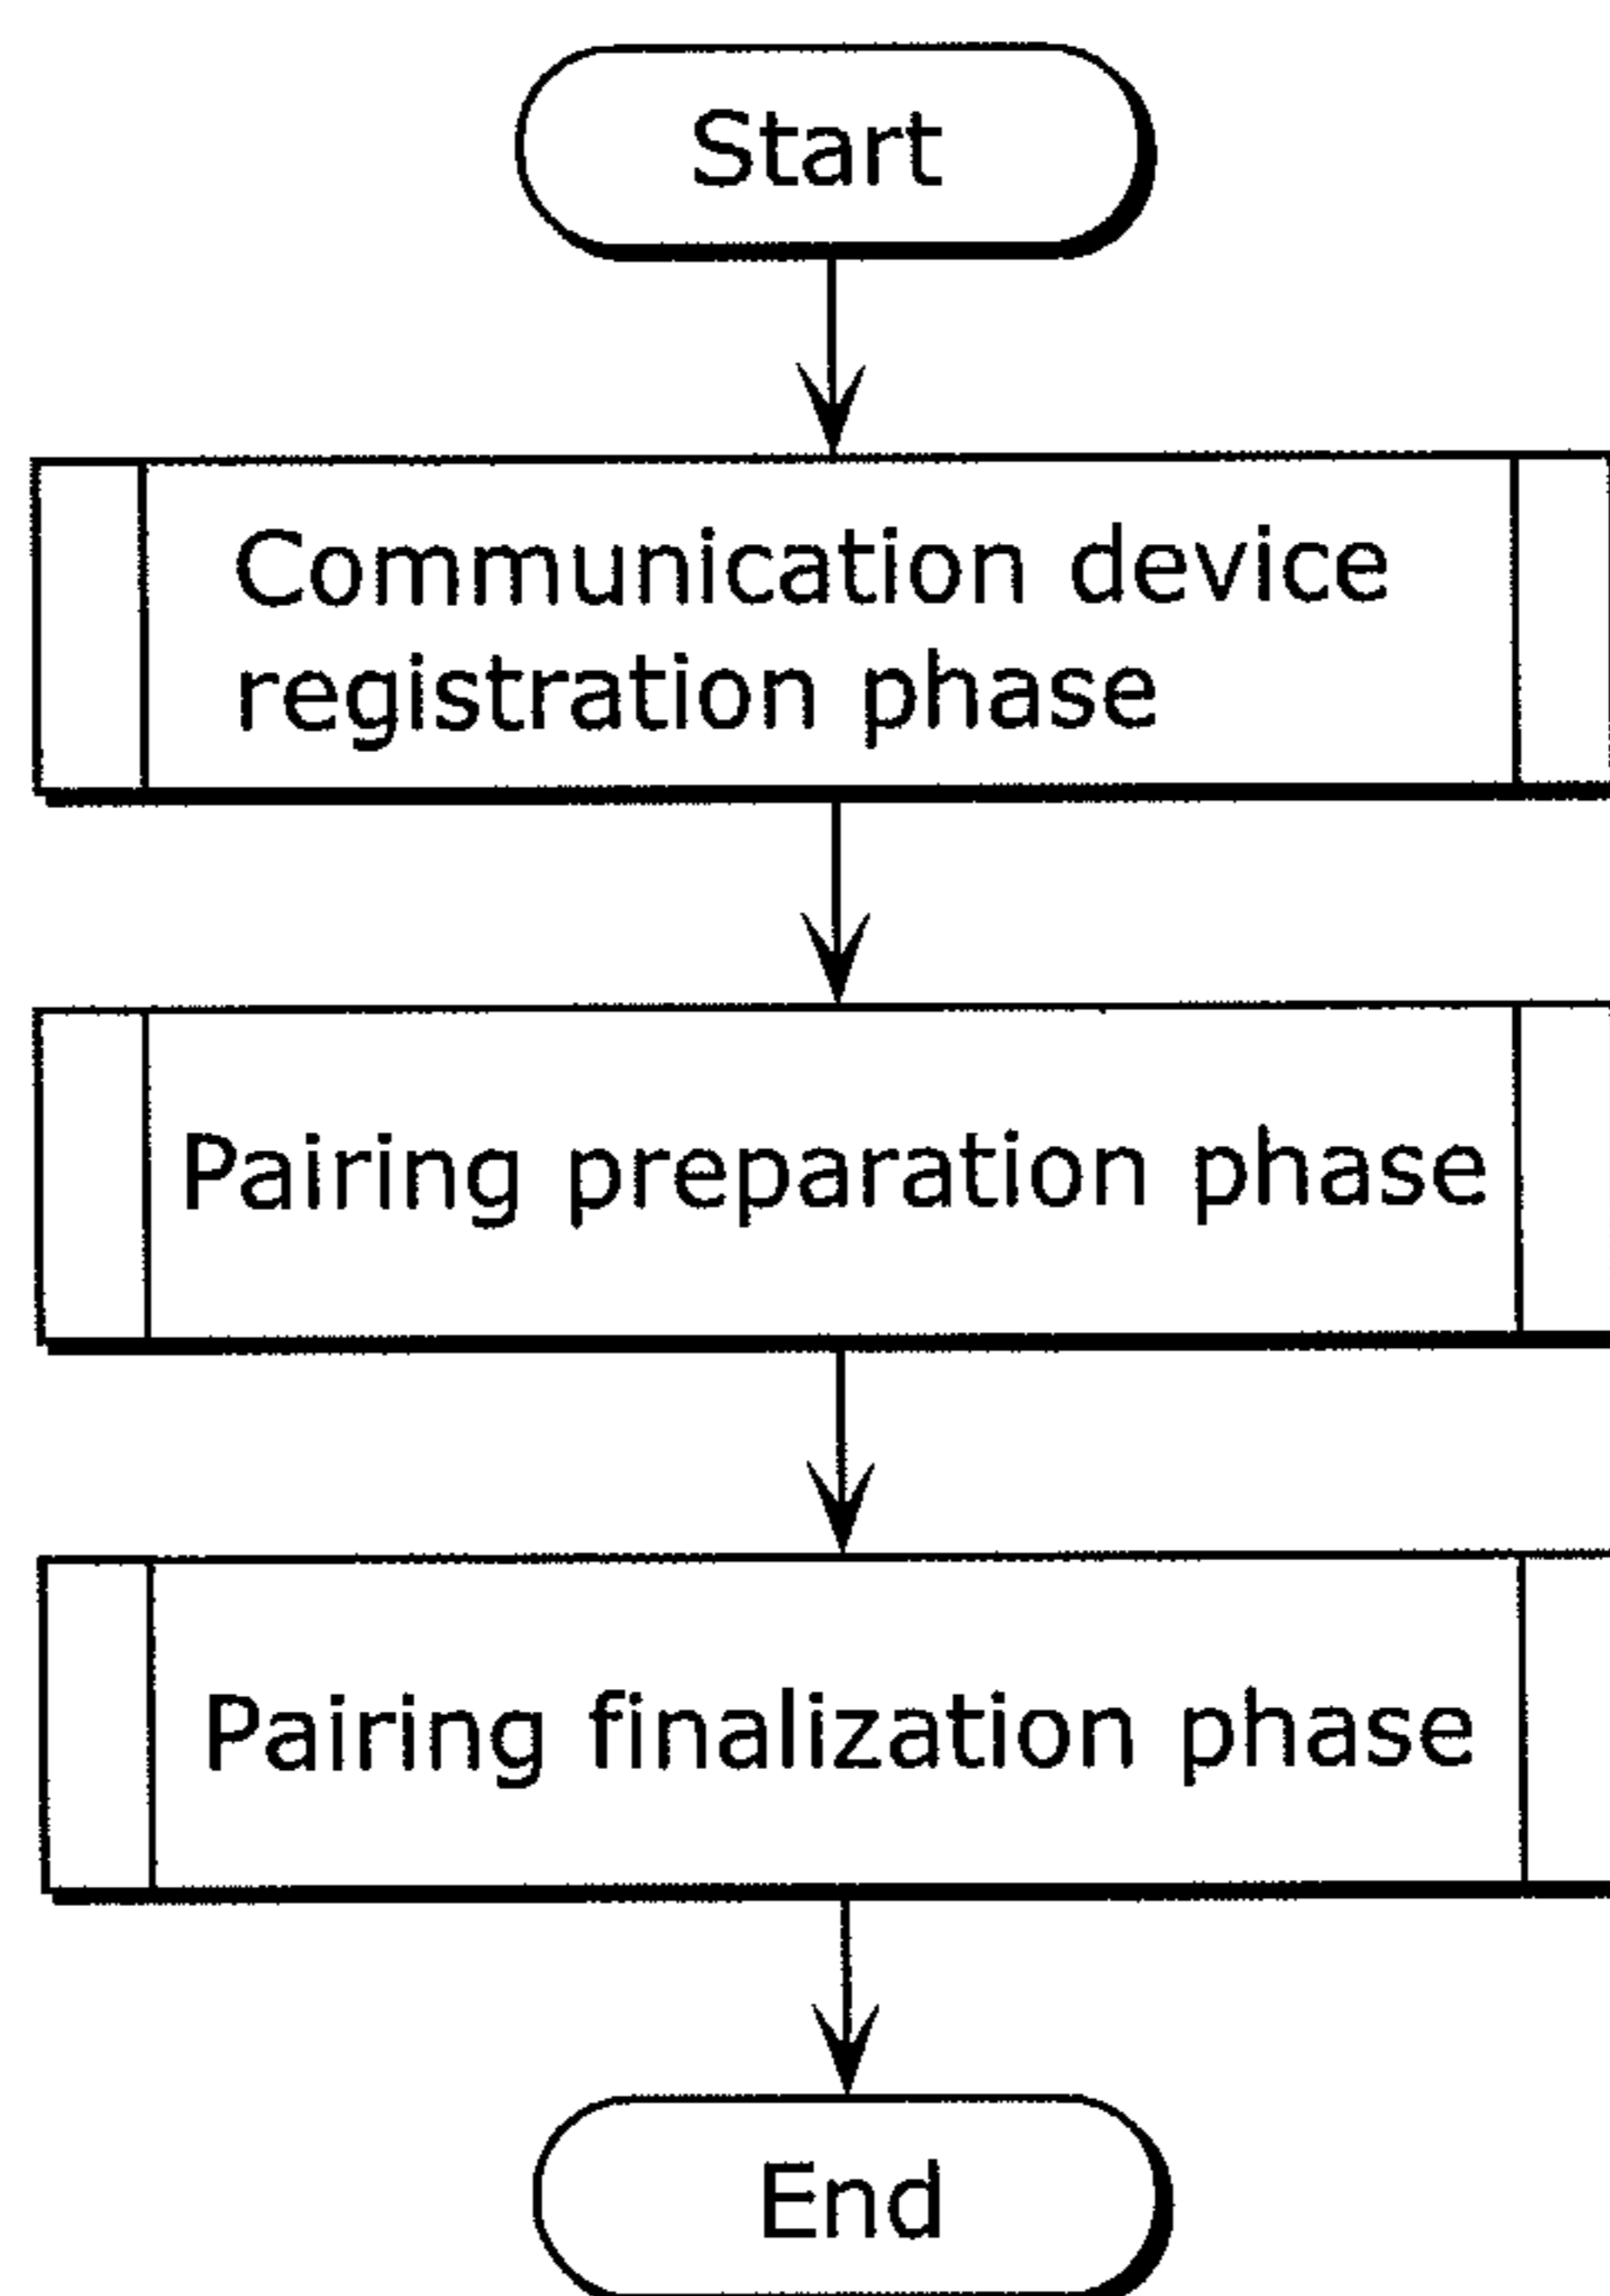 Start
Communication device
registration phase
Pairing preparation phase
Pairing finalization phase
End